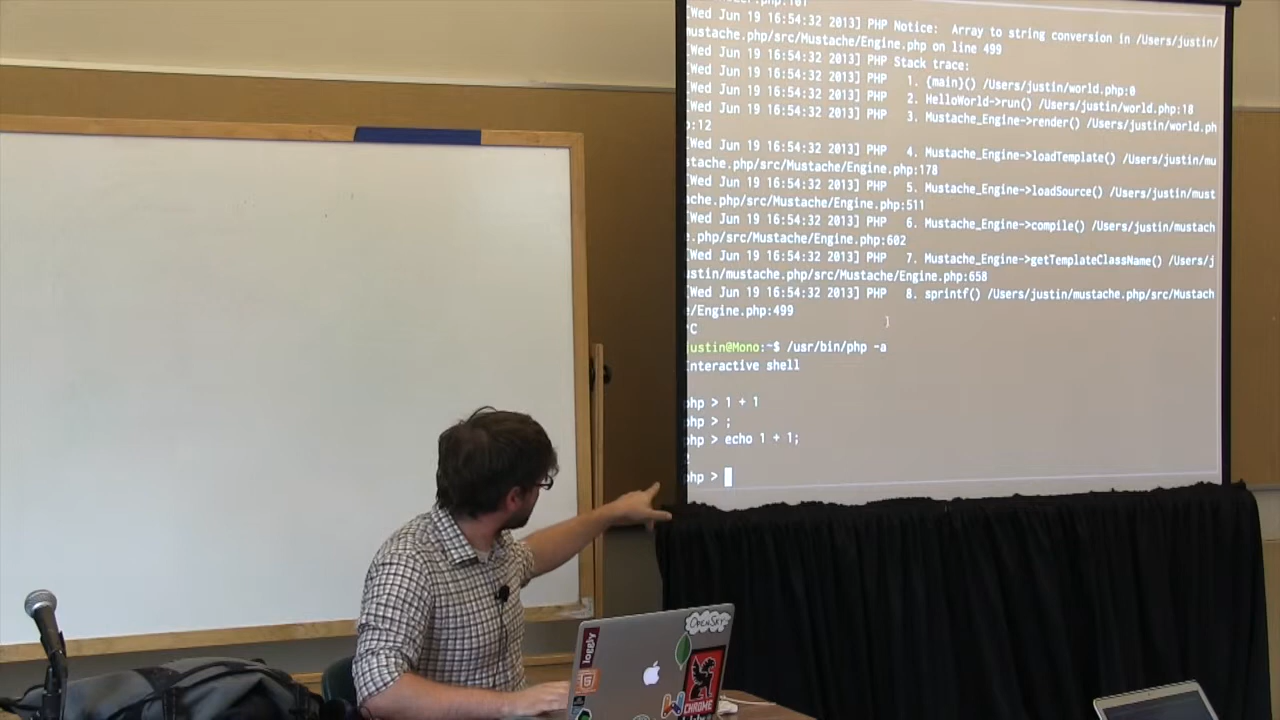 [Wed Jun 19 16:54:32 2013] PHP Notice:  Array to string conversion in /Users/justin/
mustache.php/src/Mustache/Engine.php on line 499
[Wed Jun 19 16:54:32 2013] PHP Stack trace:
[Wed Jun 19 16:54:32 2013] PHP   1. {main}() /Users/justin/world.php:0
[Wed Jun 19 16:54:32 2013] PHP   2. HelloWorld->run() /Users/justin/world.php:18
[Wed Jun 19 16:54:32 2013] PHP   3. Mustache_Engine->render() /Users/justin/world.ph
p:12
[Wed Jun 19 16:54:32 2013] PHP   4. Mustache_Engine->loadTemplate() /Users/justin/mu
stache.php/src/Mustache/Engine.php:178
[Wed Jun 19 16:54:32 2013] PHP   5. Mustache_Engine->loadSource() /Users/justin/must
ache.php/src/Mustache/Engine.php:511
[Wed Jun 19 16:54:32 2013] PHP   6. Mustache_Engine->compile() /Users/justin/mustach
e.php/src/Mustache/Engine.php:602
[Wed Jun 19 16:54:32 2013] PHP   7. Mustache_Engine->getTemplateClassName() /Users/j
ustin/mustache.php/src/Mustache/Engine.php:658
[Wed Jun 19 16:54:32 2013] PHP   8. sprintf() /Users/justin/mustache.php/src/Mustach
e/Engine.php:499
^C
justin@Mono:~$ /usr/bin/php -a
Interactive shell
php > 1 + 1
php > ;
php > echo 1 + 1;
php >
OpenSky
loggly
CHROME